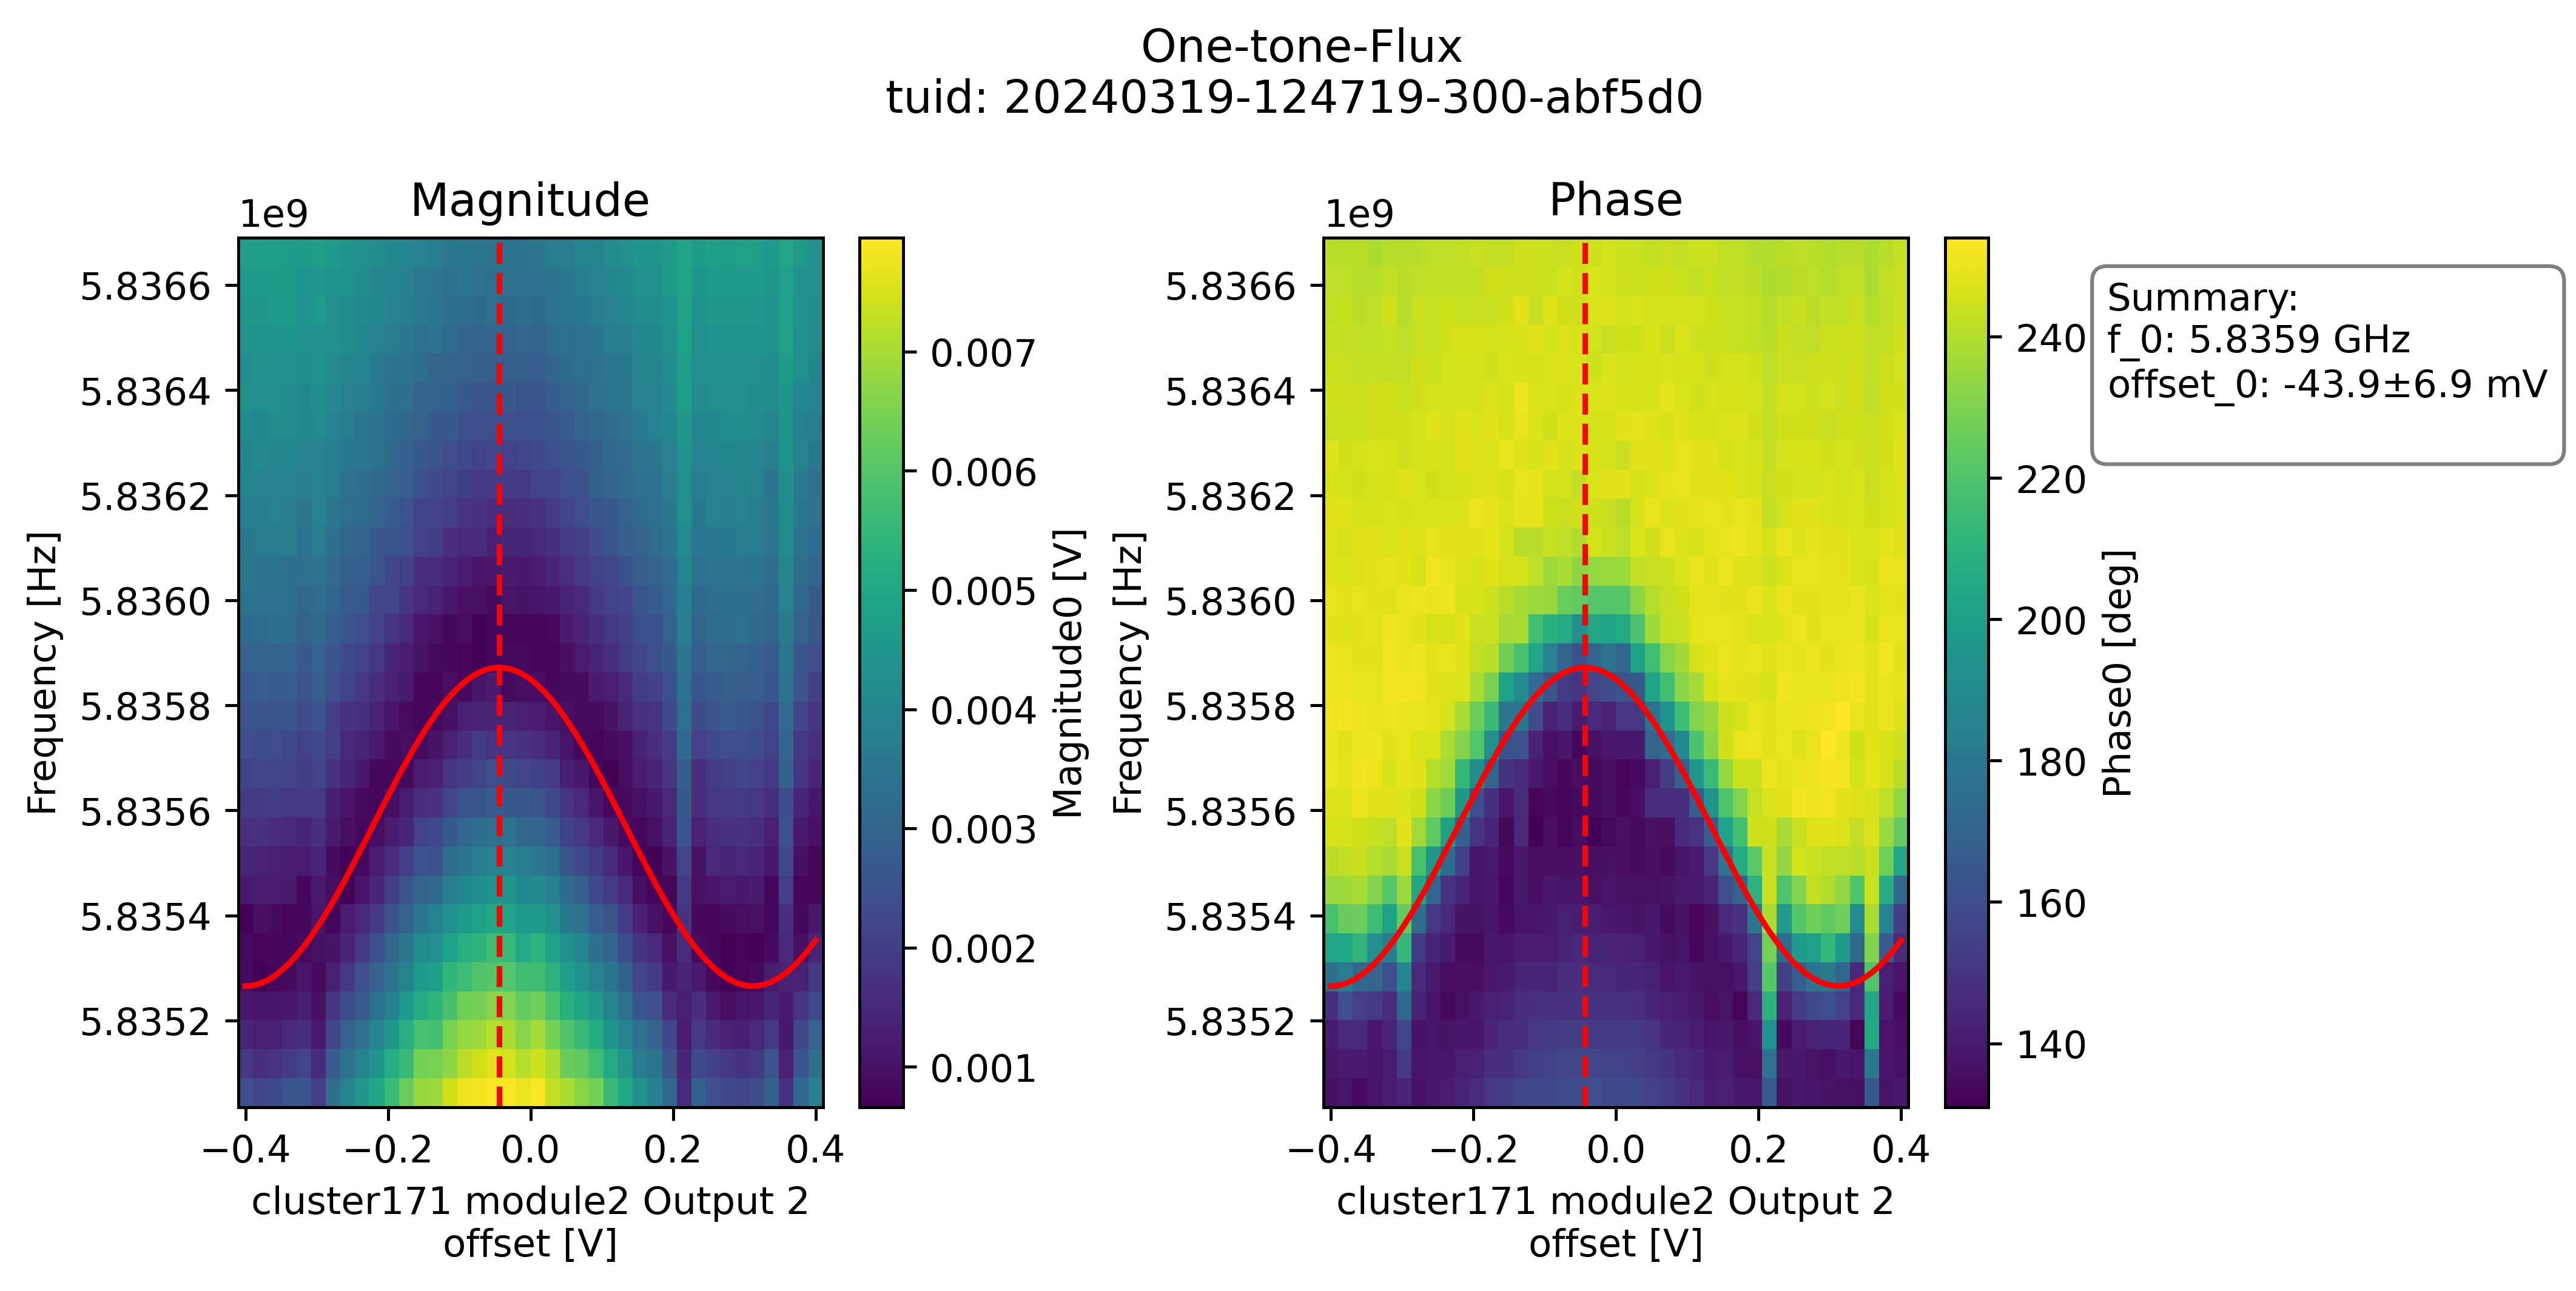 One-tone-Flux
tuid: 20240319-124719-300-abf5d0
Magnitude
1e9
5.8366
5.8364
5.8362
5.8360
5.8358
5.8356
5.8354
5.8352
Frequency [Hz]
−0.4
−0.2
0.0
0.2
0.4
cluster171 module2 Output 2
offset [V]
0.007
0.006
0.005
0.004
0.003
0.002
0.001
Magnitude0 [V]
Phase
1e9
5.8366
5.8364
5.8362
5.8360
5.8358
5.8356
5.8354
5.8352
Frequency [Hz]
−0.4
−0.2
0.0
0.2
0.4
cluster171 module2 Output 2
offset [V]
240
220
200
180
160
140
Phase0 [deg]
Summary:
f_0: 5.8359 GHz
offset_0: -43.9±6.9 mV